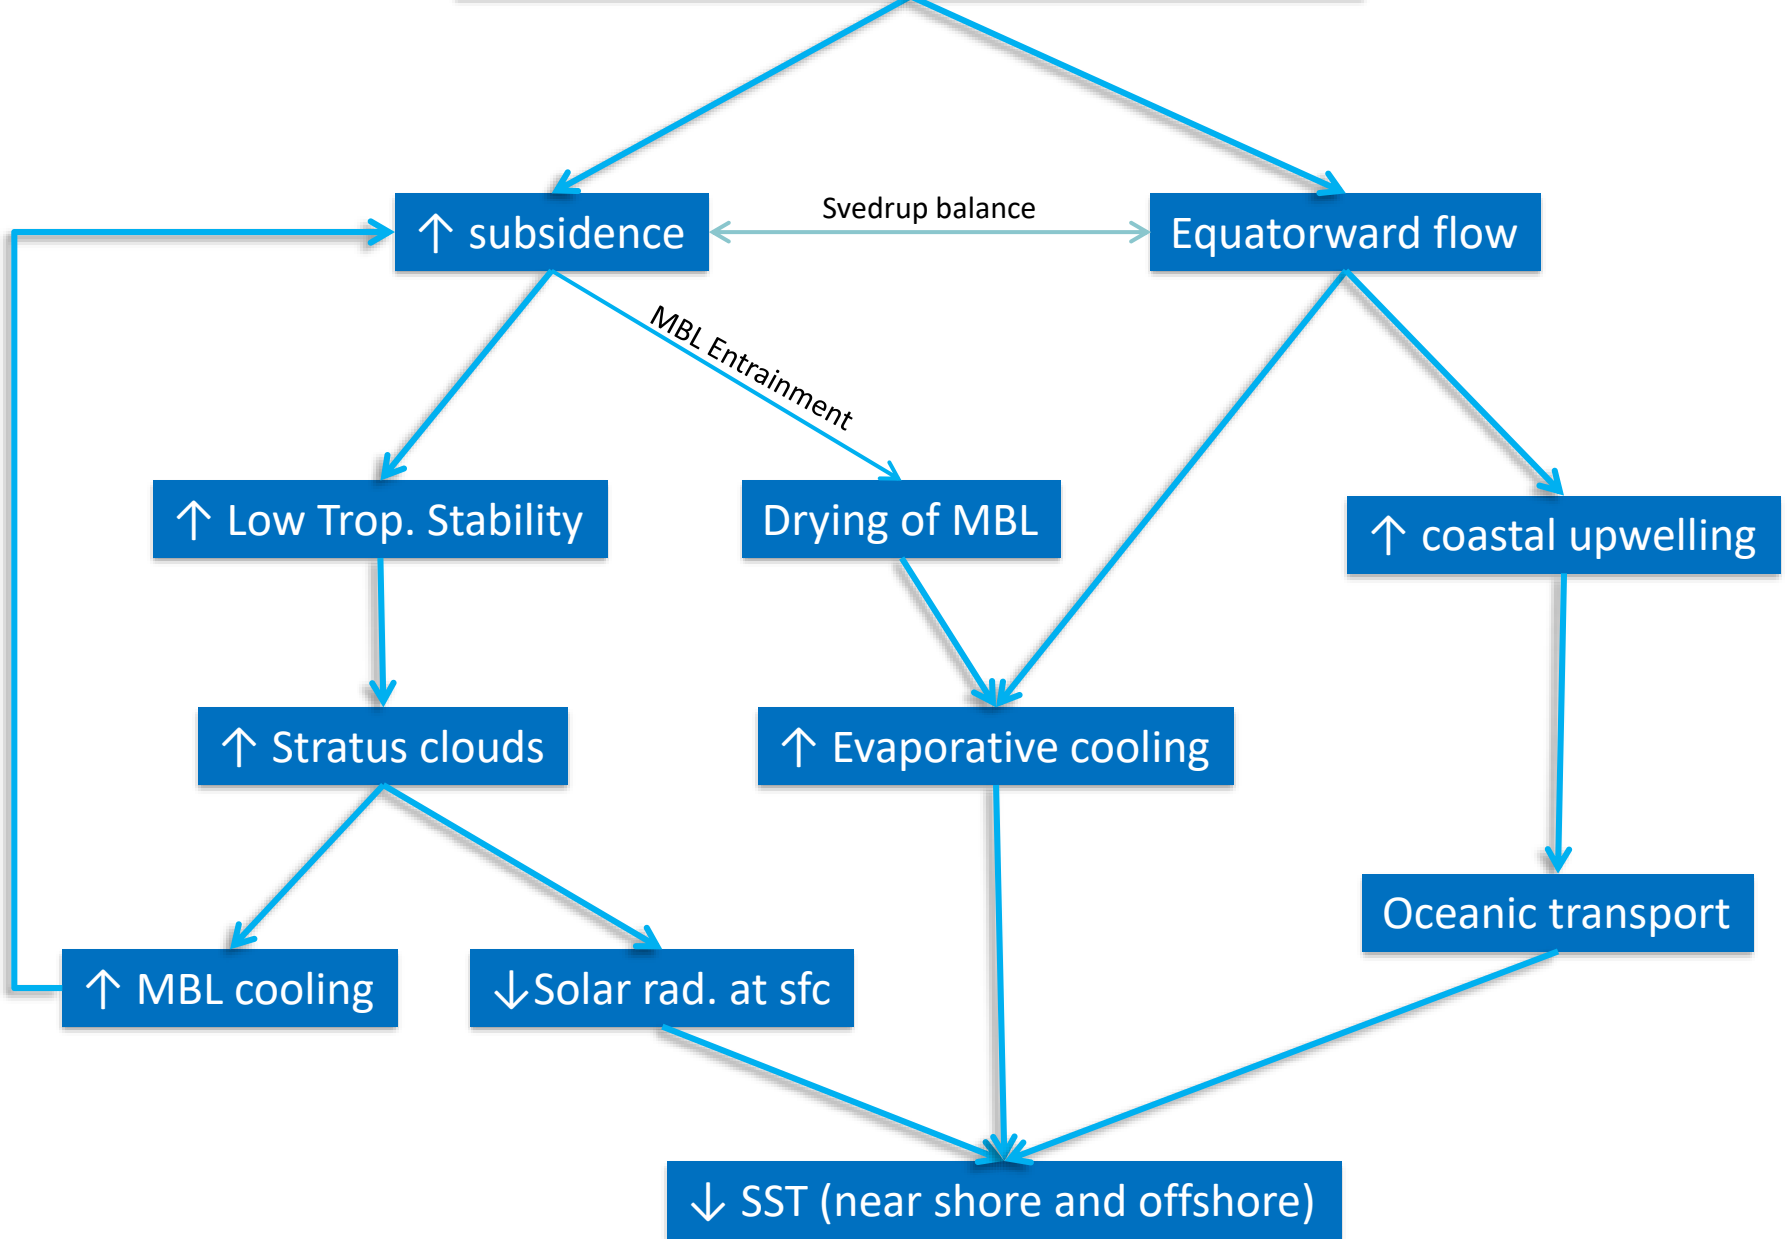 ↑ subsidence
Svedrup balance
Equatorward flow
MBL Entrainment
↑ Low Trop. Stability
Drying of MBL
↑ coastal upwelling
↑ Stratus clouds
↑ Evaporative cooling
Oceanic transport
↑ MBL cooling
↓Solar rad. at sfc
↓ SST (near shore and offshore)